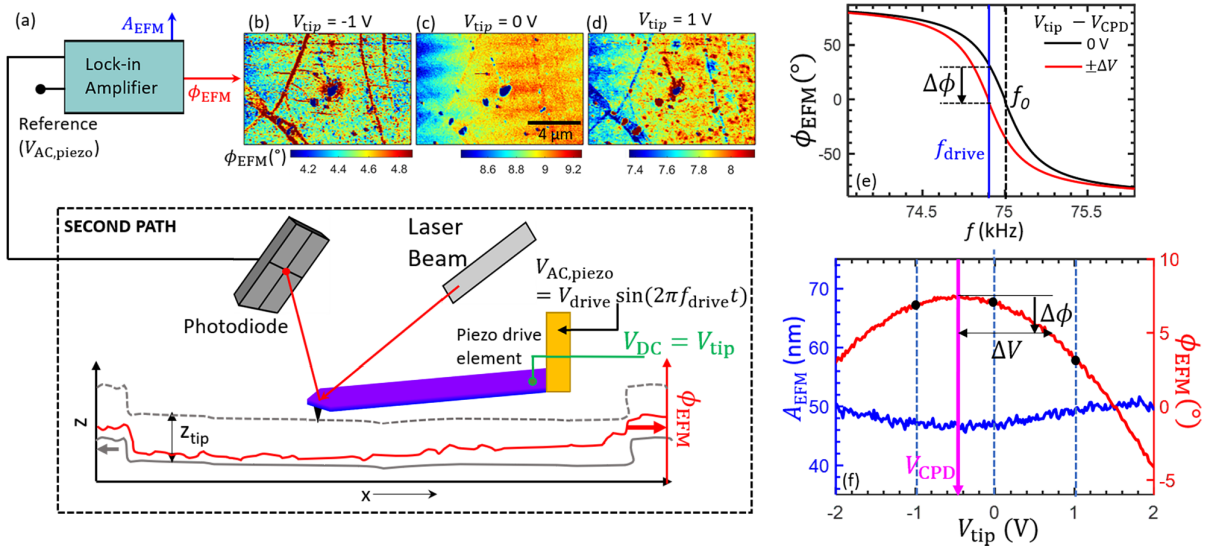 (a)
A_EFM
Lock-in
Amplifier
ϕ_EFM
Reference
(V_AC,piezo)
(b) V_tip = -1 V
(c) V_tip = 0 V
(d) V_tip = 1 V
4 μm
ϕ_EFM(°)
4.2 4.4 4.6 4.8
8.6 8.8 9 9.2
7.4 7.6 7.8 8
SECOND PATH
Laser
Beam
Photodiode
V_AC,piezo
= V_drive sin(2πf_drive t)
Piezo drive
element
V_DC = V_tip
z
z_tip
ϕ_EFM
x
ϕ_EFM(°)
50
0
-50
V_tip − V_CPD
0 V
±ΔV
Δϕ
f_0
f_drive
(e)
74.5 75 75.5
f (kHz)
A_EFM (nm)
70
60
50
40
10
5
0
-5
ϕ_EFM (°)
Δϕ
ΔV
V_CPD
(f)
-2 -1 0 1 2
V_tip (V)